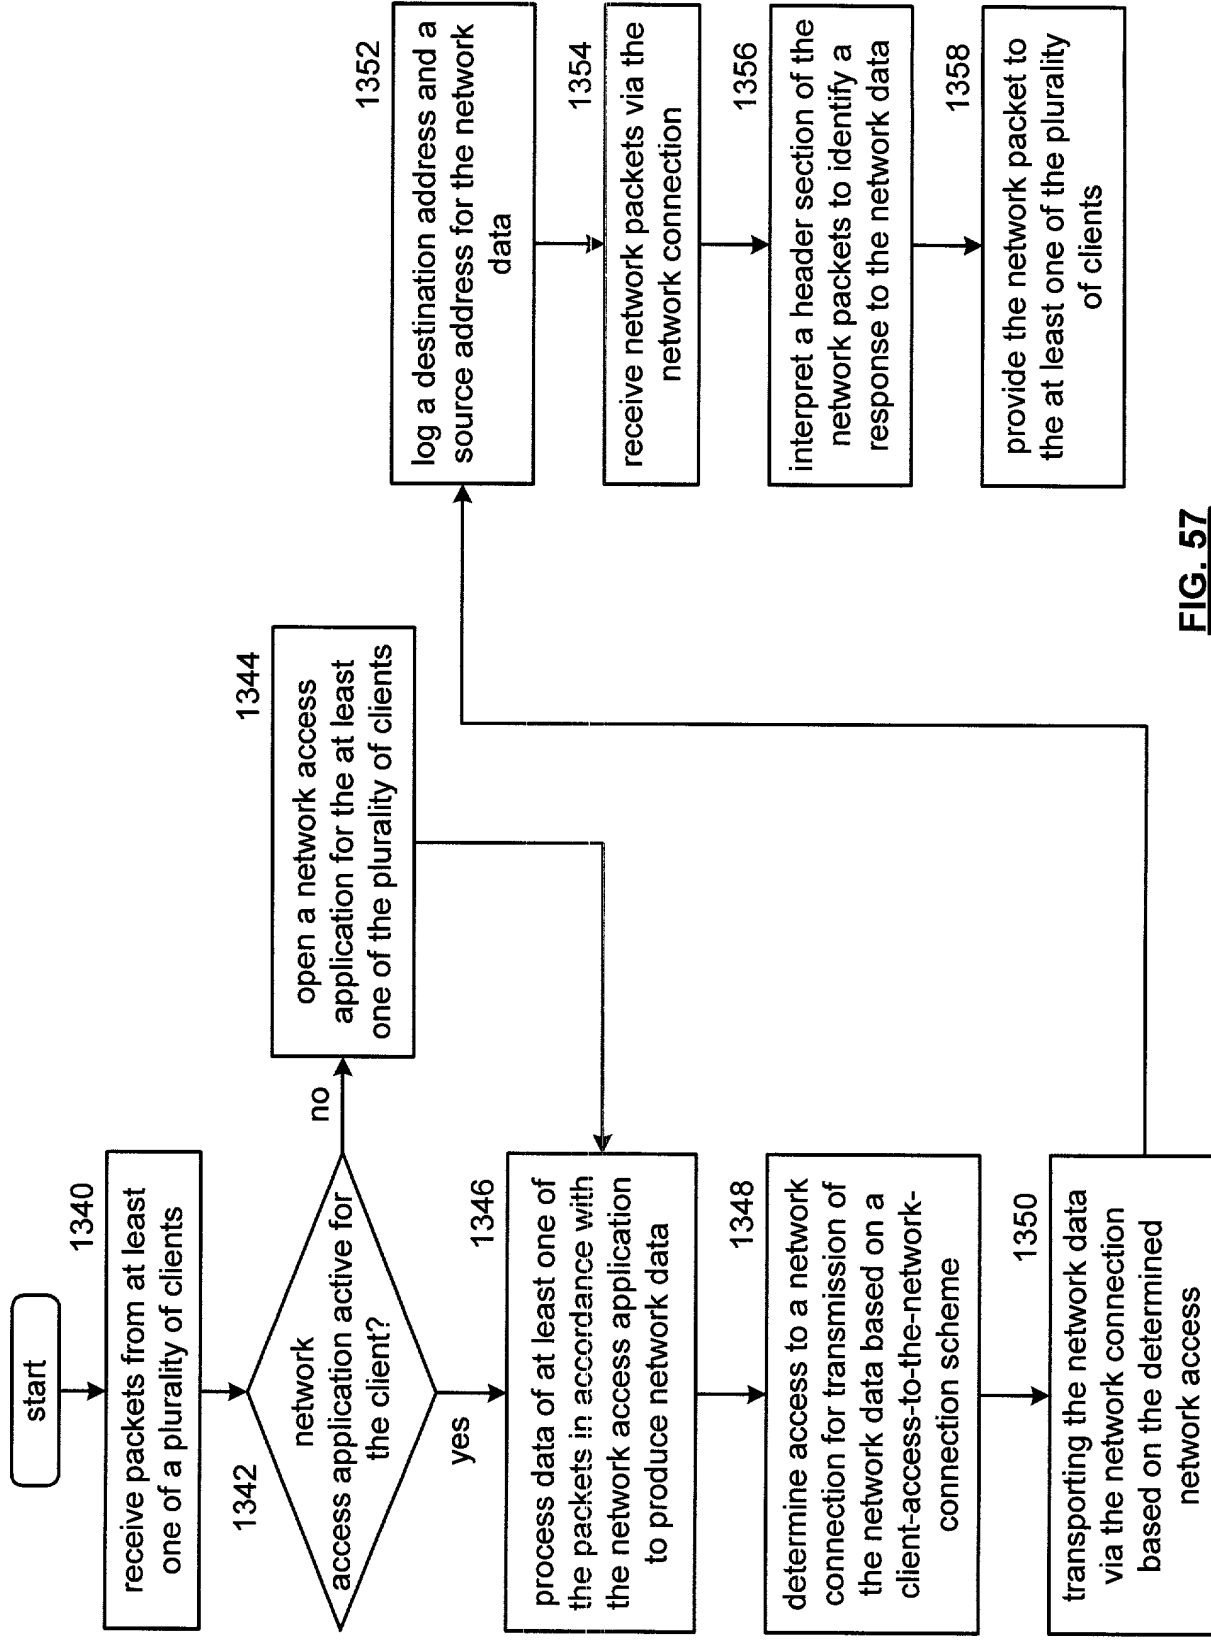 start
1340
receive packets from at least
one of a plurality of clients
1342
network
access application active for
the client?
no
yes
1344
open a network access
application for the at least
one of the plurality of clients
1346
process data of at least one of
the packets in accordance with
the network access application
to produce network data
1348
determine access to a network
connection for transmission of
the network data based on a
client-access-to-the-network-
connection scheme
1350
transporting the network data
via the network connection
based on the determined
network access
1352
log a destination address and a
source address for the network
data
1354
receive network packets via the
network connection
1356
interpret a header section of the
network packets to identify a
response to the network data
1358
provide the network packet to
the at least one of the plurality
of clients
FIG. 57